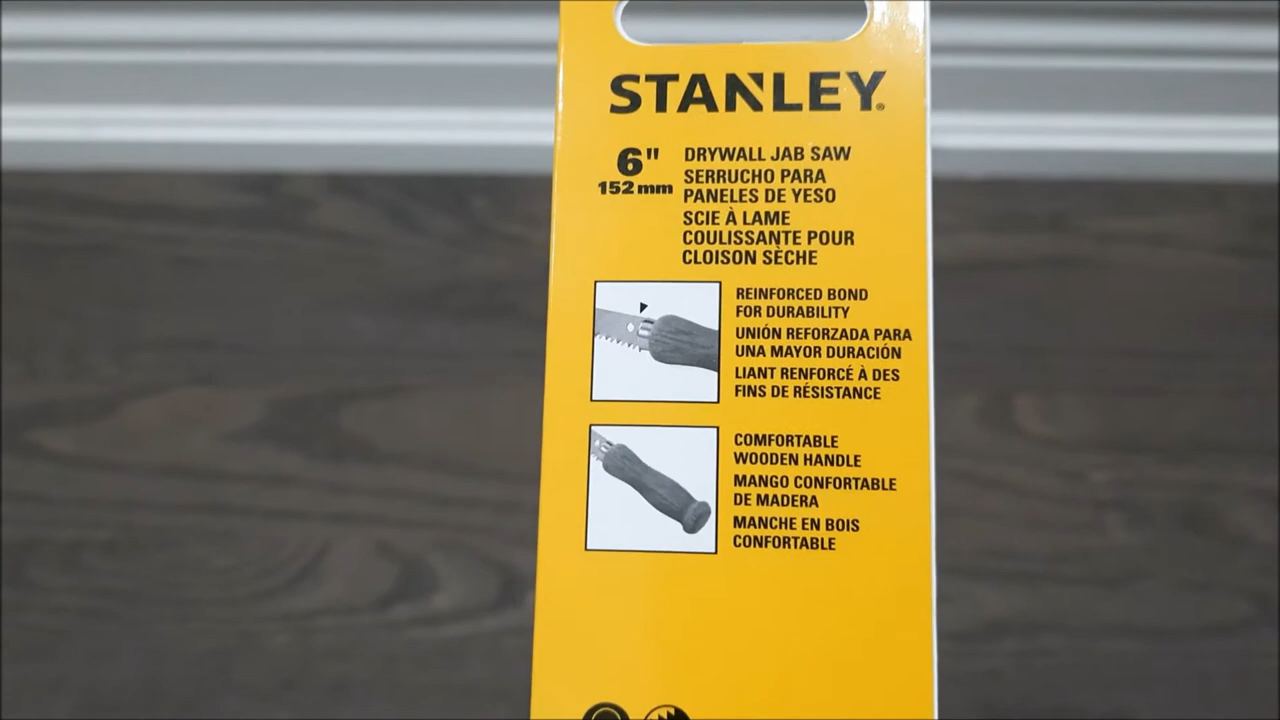 STANLEY®
6"
152 mm
DRYWALL JAB SAW
SERRUCHO PARA
PANELES DE YESO
SCIE À LAME
COULISSANTE POUR
CLOISON SÈCHE
REINFORCED BOND
FOR DURABILITY
UNIÓN REFORZADA PARA
UNA MAYOR DURACIÓN
LIANT RENFORCÉ À DES
FINS DE RÉSISTANCE
COMFORTABLE
WOODEN HANDLE
MANGO CONFORTABLE
DE MADERA
MANCHE EN BOIS
CONFORTABLE